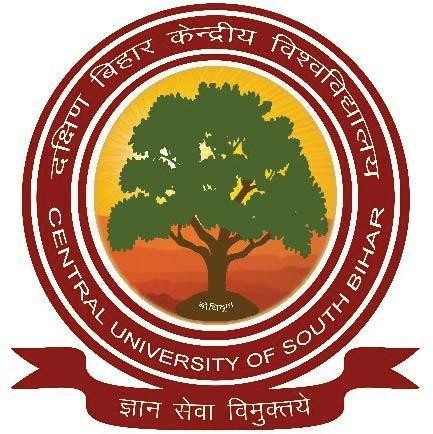 दक्षिण बिहार केन्द्रीय विश्वविद्यालय
CENTRAL UNIVERSITY OF SOUTH BIHAR
ज्ञान सेवा विमुक्तये